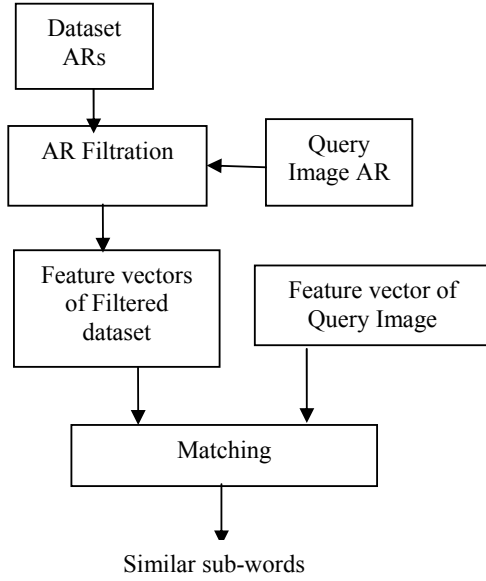 Dataset
ARs
AR Filtration
Query
Image AR
Feature vectors
of Filtered
dataset
Feature vector of
Query Image
Matching
Similar sub-words